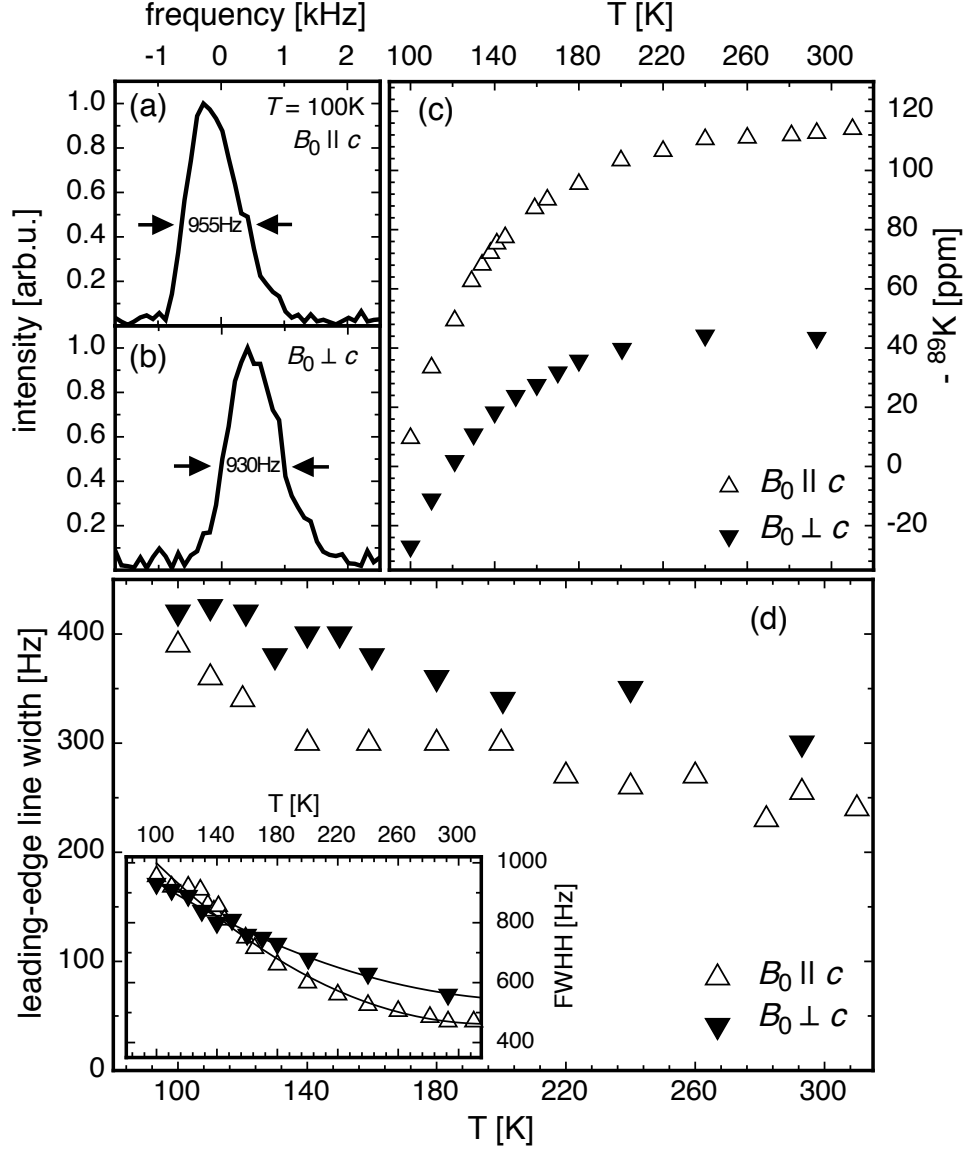 frequency [kHz]
-1 0 1 2
T [K]
100 140 180 220 260 300
intensity [arb.u.]
(a)
T = 100K
B0 || c
1.0
0.8
0.6
0.4
0.2
955Hz
(b)
B0 ⊥ c
1.0
0.8
0.6
0.4
0.2
930Hz
(c)
120
100
80
60
40
20
0
-20
- ⁸⁹K [ppm]
△ B0 || c
▼ B0 ⊥ c
(d)
leading-edge line width [Hz]
400
300
200
100
0
T [K]
100 140 180 220 260 300
1000
800
600
400
FWHH [Hz]
△ B0 || c
▼ B0 ⊥ c
100 140 180 220 260 300
T [K]